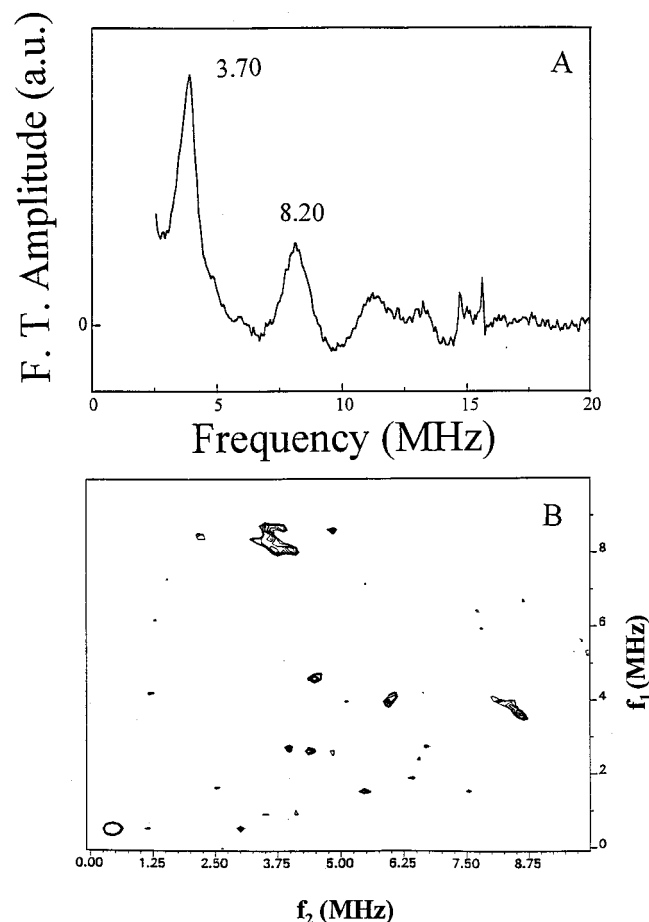 A
F. T. Amplitude (a.u.)
3.70
8.20
0
0 5 10 15 20
Frequency (MHz)
B
8
6
4
2
0
f₁ (MHz)
0.00 1.25 2.50 3.75 5.00 6.25 7.50 8.75
f₂ (MHz)